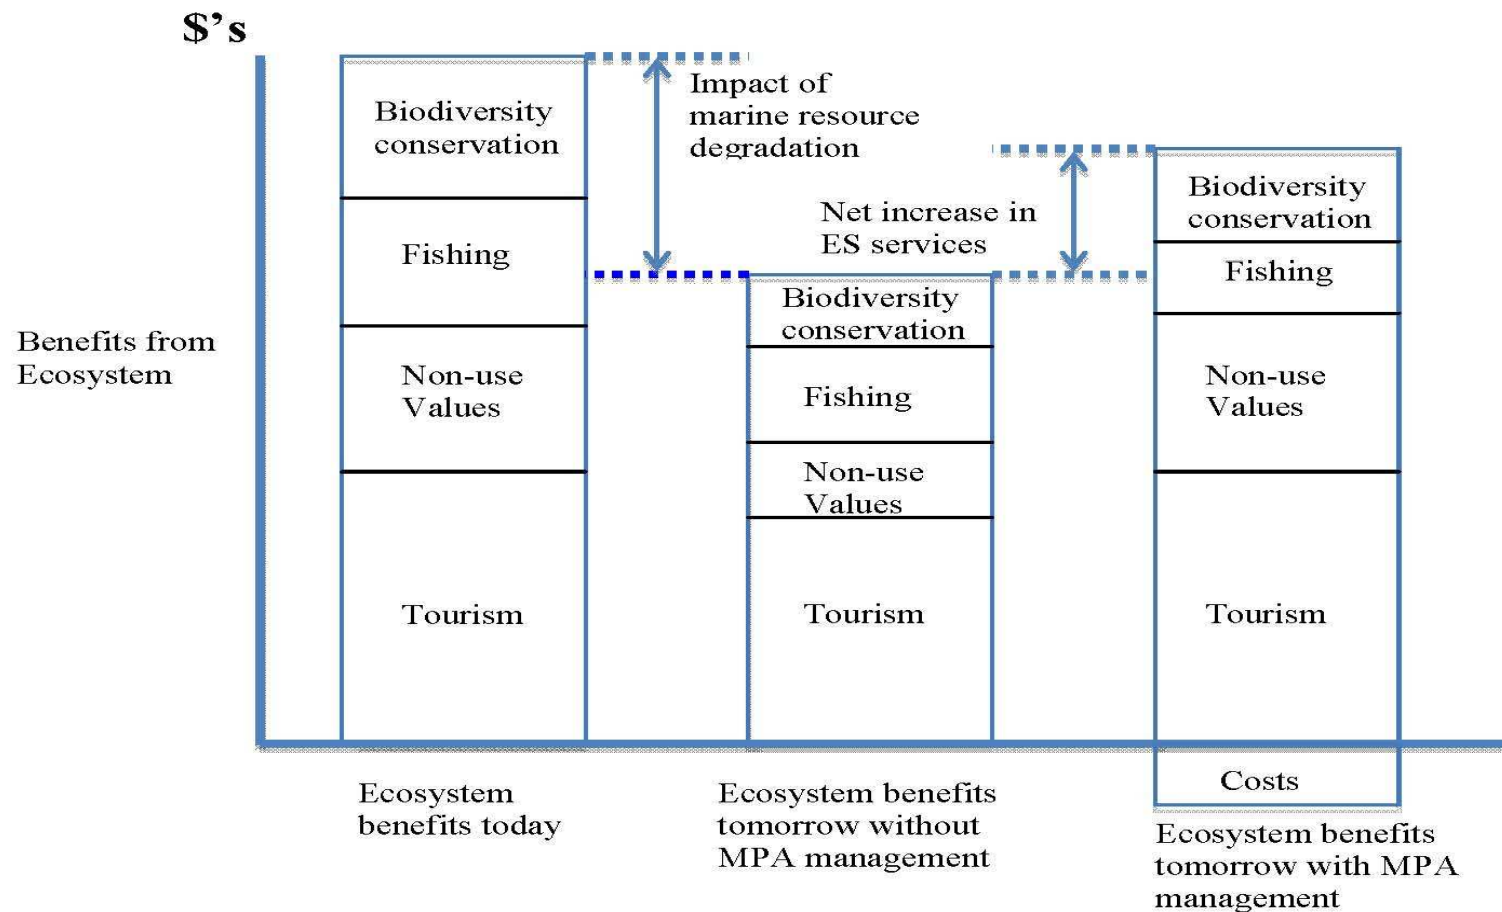 $'s
Biodiversity
conservation
Fishing
Non-use
Values
Tourism
Impact of
marine resource
degradation
Net increase in
ES services
Biodiversity
conservation
Fishing
Non-use
Values
Tourism
Biodiversity
conservation
Fishing
Non-use
Values
Tourism
Costs
Benefits from
Ecosystem
Ecosystem
benefits today
Ecosystem benefits
tomorrow without
MPA management
Ecosystem benefits
tomorrow with MPA
management